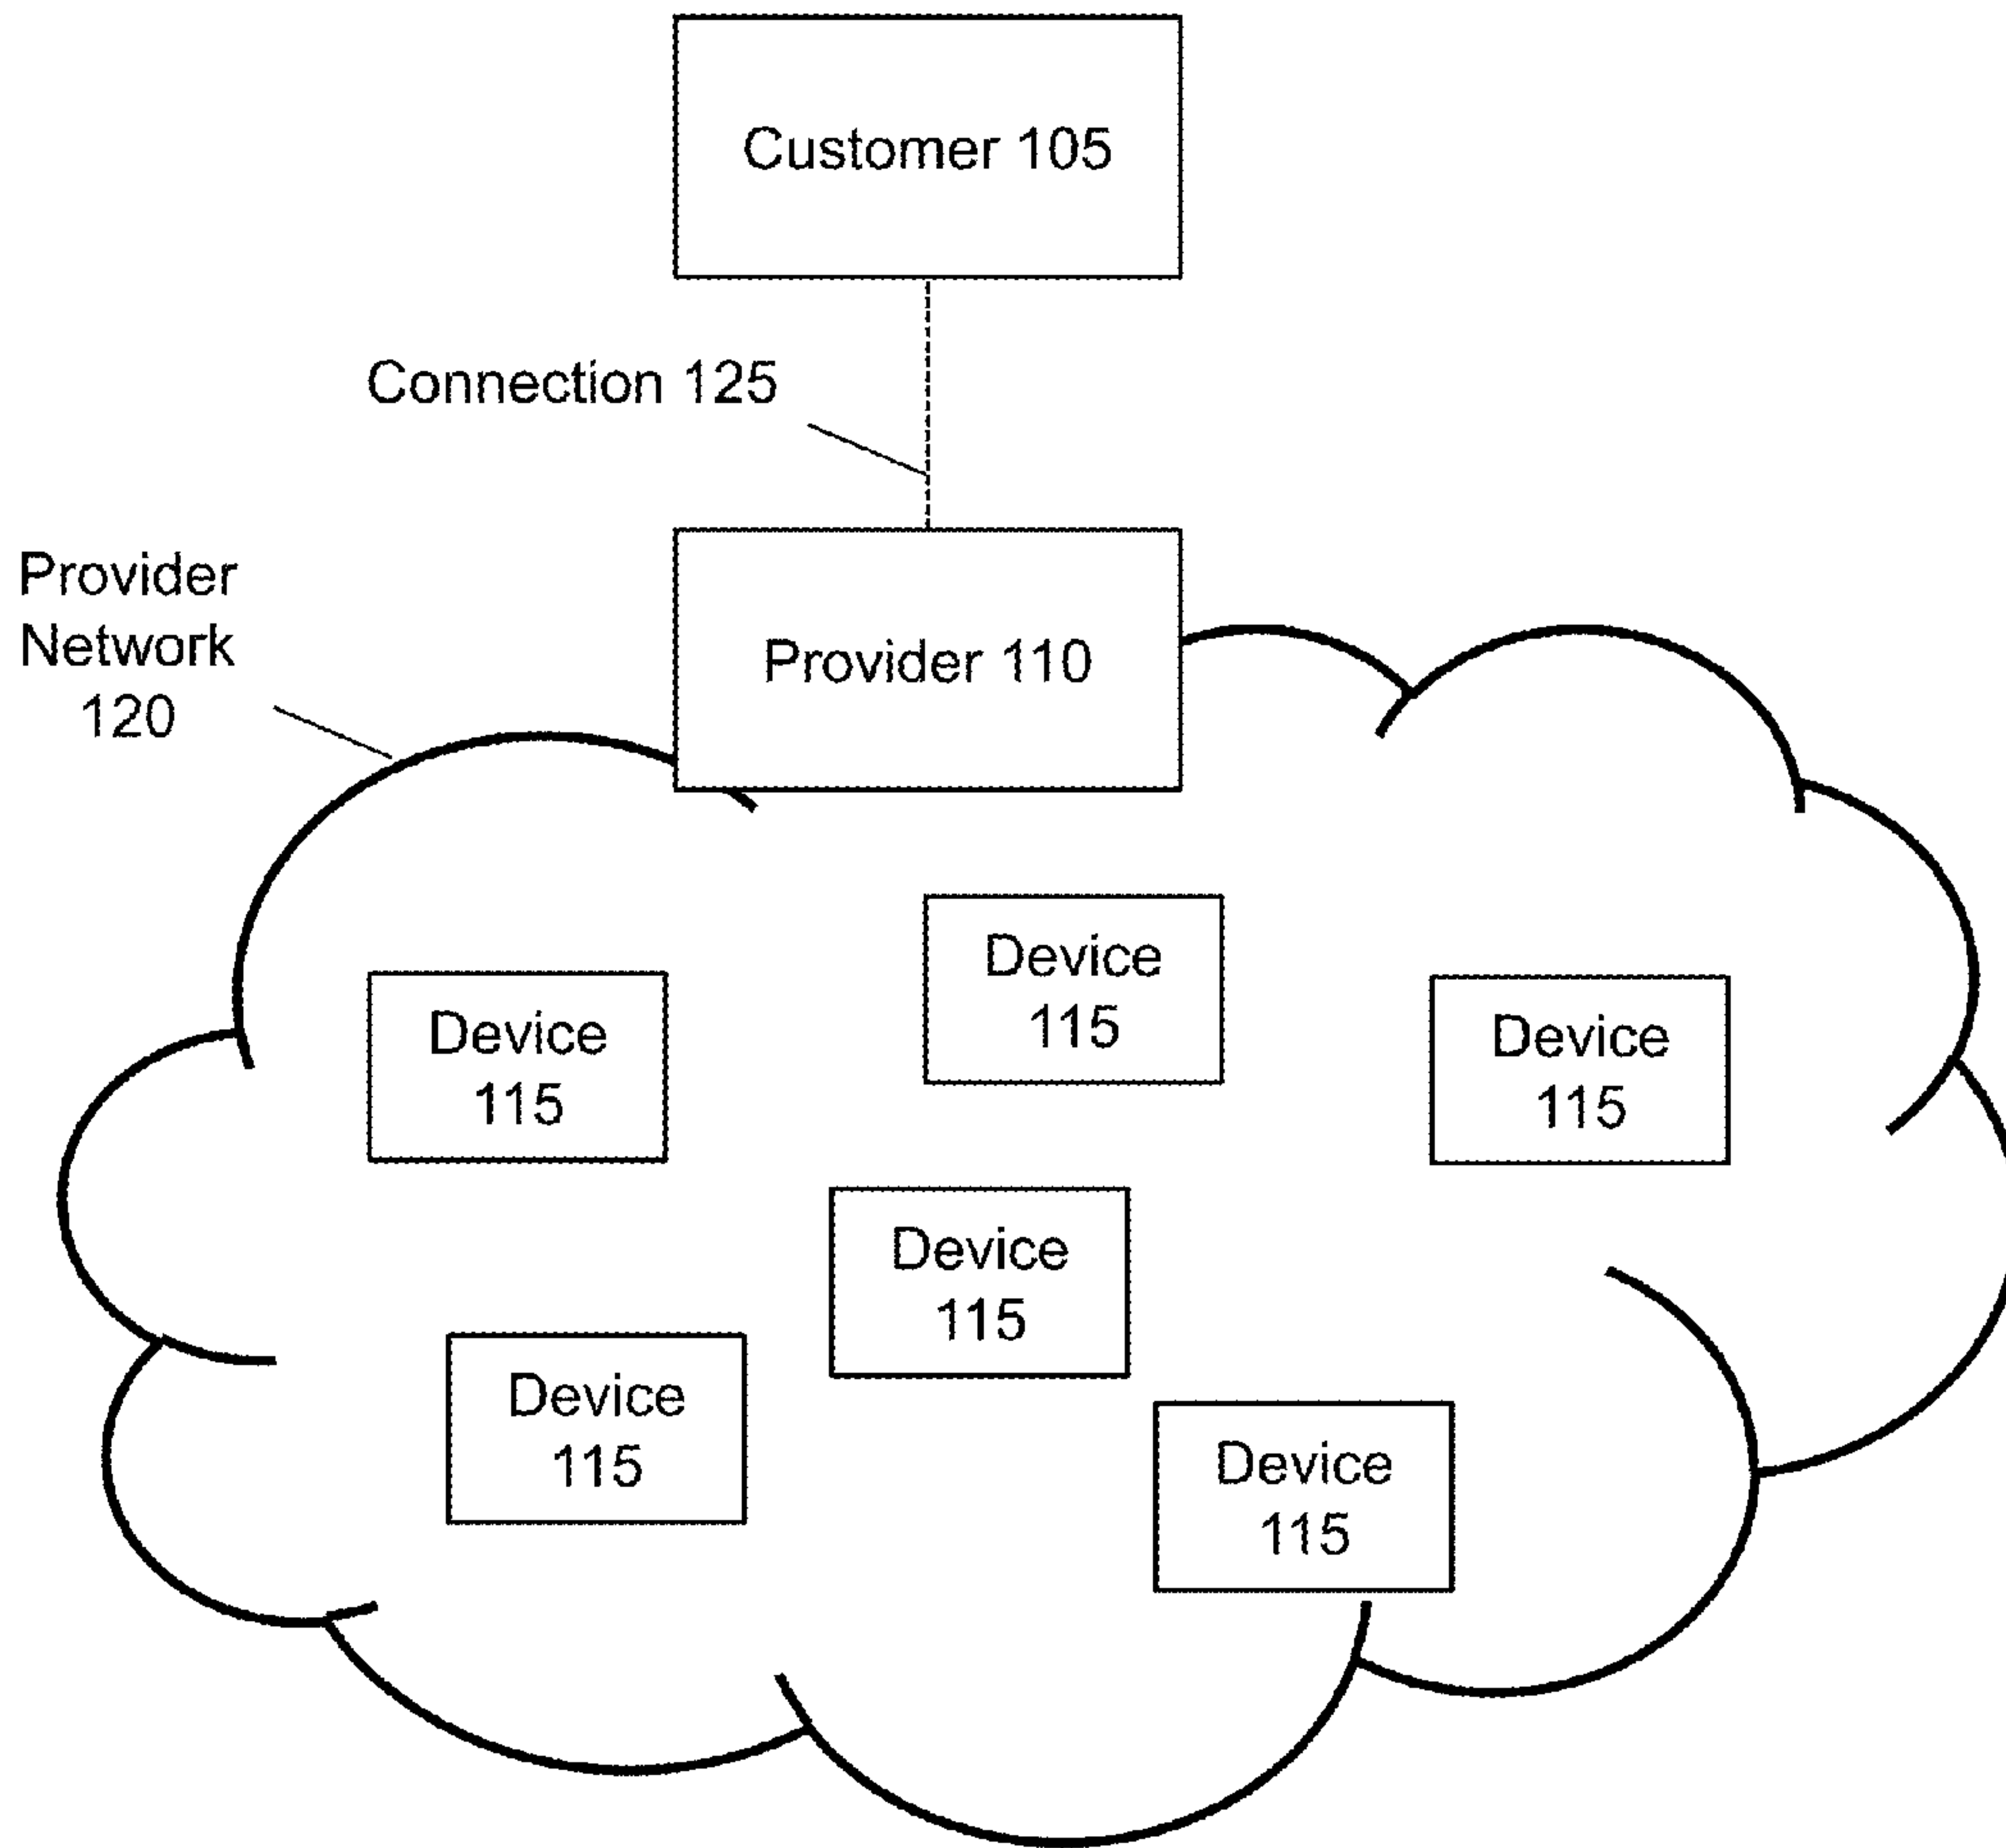 Customer 105
Connection 125
Provider
Network
120
Provider 110
Device
115
Device
115
Device
115
Device
115
Device
115
Device
115